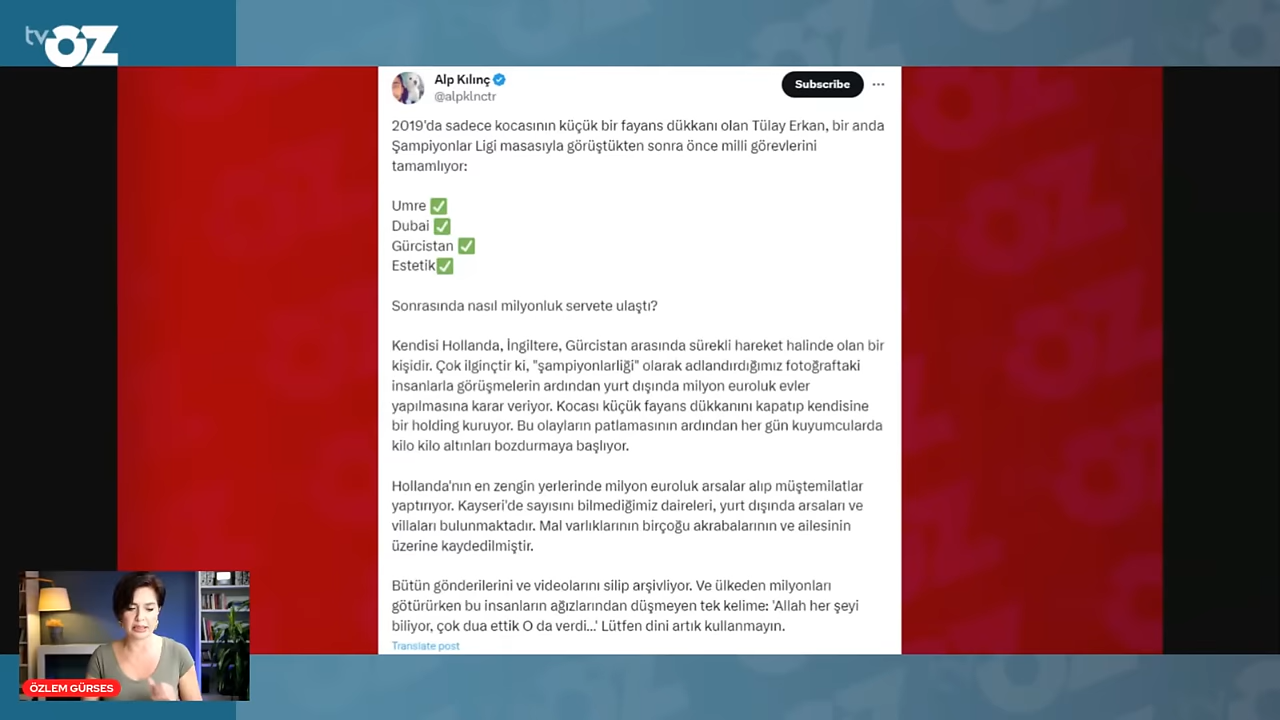 tv ÖZ
Alp Kılınç
@alpklnctr
Subscribe
2019'da sadece kocasının küçük bir fayans dükkanı olan Tülay Erkan, bir anda
Şampiyonlar Ligi masasıyla görüştükten sonra önce milli görevlerini
tamamlıyor:
Umre ✅
Dubai ✅
Gürcistan ✅
Estetik✅
Sonrasında nasıl milyonluk servete ulaştı?
Kendisi Hollanda, İngiltere, Gürcistan arasında sürekli hareket halinde olan bir
kişidir. Çok ilginçtir ki, "şampiyonlarliği" olarak adlandırdığımız fotoğraftaki
insanlarla görüşmelerin ardından yurt dışında milyon euroluk evler
yapılmasına karar veriyor. Kocası küçük fayans dükkanını kapatıp kendisine
bir holding kuruyor. Bu olayların patlamasının ardından her gün kuyumcularda
kilo kilo altınları bozdurmaya başlıyor.
Hollanda'nın en zengin yerlerinde milyon euroluk arsalar alıp müştemilatlar
yaptırıyor. Kayseri'de sayısını bilmediğimiz daireleri, yurt dışında arsaları ve
villaları bulunmaktadır. Mal varlıklarının birçoğu akrabalarının ve ailesinin
üzerine kaydedilmiştir.
Bütün gönderilerini ve videolarını silip arşivliyor. Ve ülkeden milyonları
götürürken bu insanların ağızlarından düşmeyen tek kelime: 'Allah her şeyi
biliyor, çok dua ettik O da verdi...' Lütfen dini artık kullanmayın.
Translate post
ÖZLEM GÜRSES